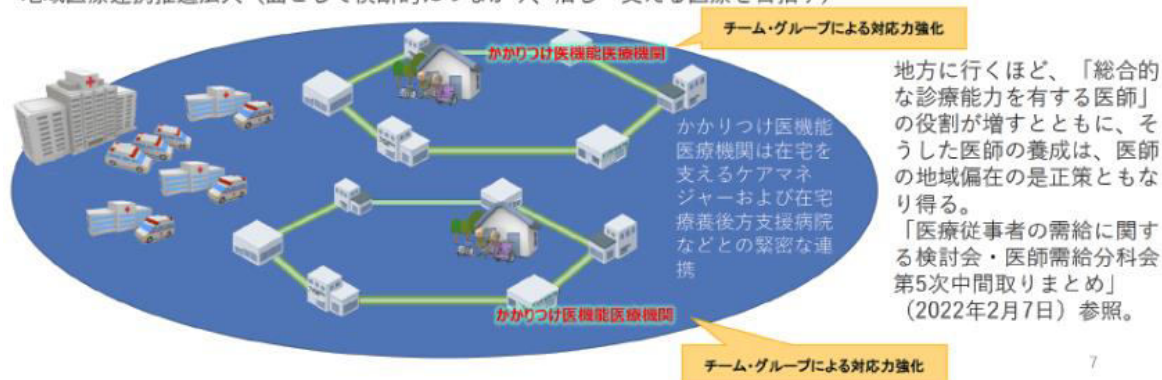 チーム・グループによる対応力強化
かかりつけ医機能医療機関
かかりつけ医機能
医療機関は在宅を
支えるケアマネ
ジャーおよび在宅
療養後方支援病院
などとの緊密な連
携
かかりつけ医機能医療機関
チーム・グループによる対応力強化
地方に行くほど、「総合的
な診療能力を有する医師」
の役割が増すとともに、そ
うした医師の養成は、医師
の地域偏在の是正策ともな
り得る。
「医療従事者の需給に関す
る検討会・医師需給分科会
第5次中間取りまとめ」
（2022年2月7日）参照。
7